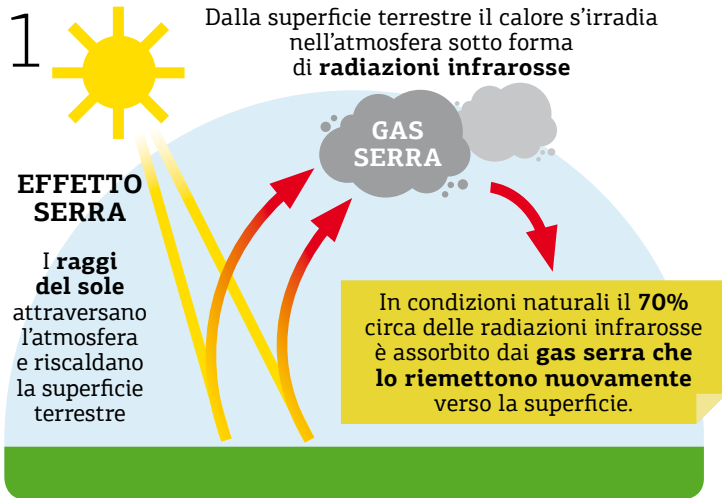 1
Dalla superficie terrestre il calore s’irradia
nell’atmosfera sotto forma
di radiazioni infrarosse
GAS
SERRA
EFFETTO
SERRA
I raggi
del sole
attraversano
l’atmosfera
e riscaldano
la superficie
terrestre
In condizioni naturali il 70%
circa delle radiazioni infrarosse
è assorbito dai gas serra che
lo riemettono nuovamente
verso la superficie.